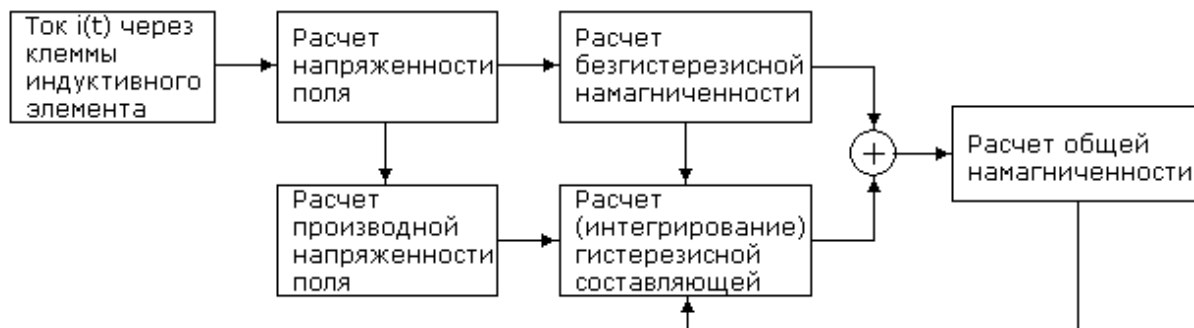 Ток i(t) через
клеммы
индуктивного
элемента
Расчет
напряженности
поля
Расчет
безгистерезисной
намагниченности
+
Расчет общей
намагниченности
Расчет
производной
напряженности
поля
Расчет
(интегрирование)
гистерезисной
составляющей